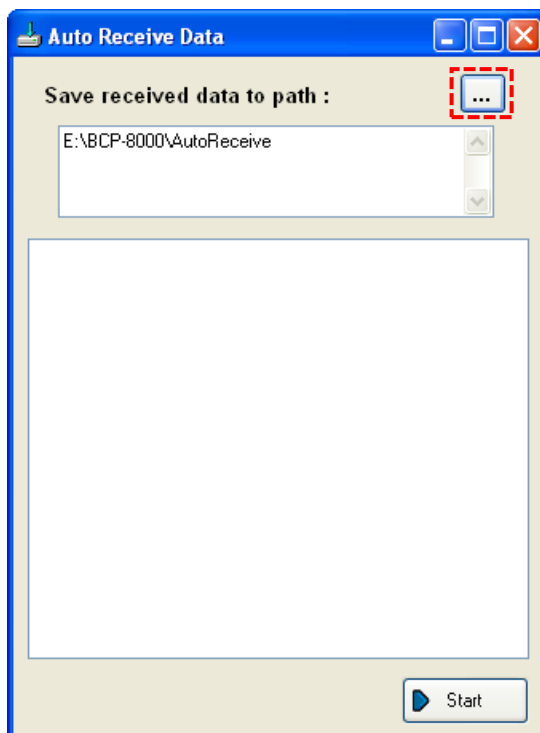 Auto Receive Data
Save received data to path :
...
E:\BCP-8000\AutoReceive
Start